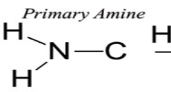 Primary Amine
H H
N — C —
H